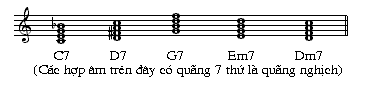 C7 D7 G7 Em7 Dm7
(Các hợp âm trên đây có quãng 7 thứ là quãng nghịch)